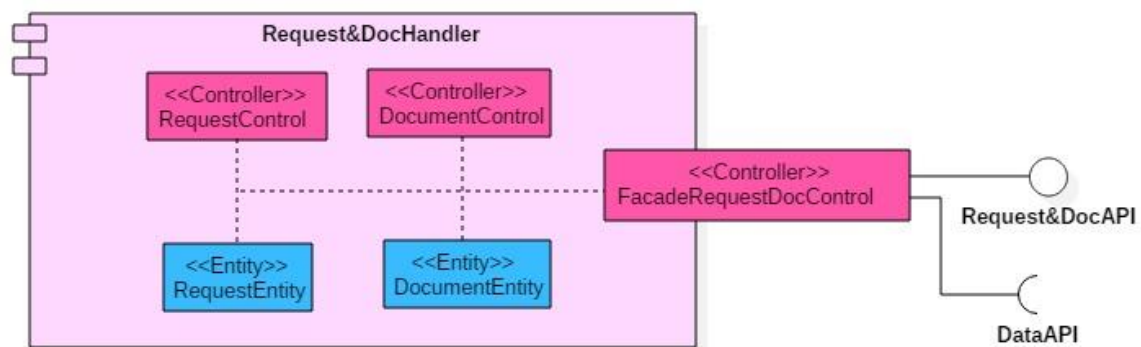 Request&DocHandler
<<Controller>>
RequestControl
<<Controller>>
DocumentControl
<<Controller>>
FacadeRequestDocControl
Request&DocAPI
<<Entity>>
RequestEntity
<<Entity>>
DocumentEntity
DataAPI